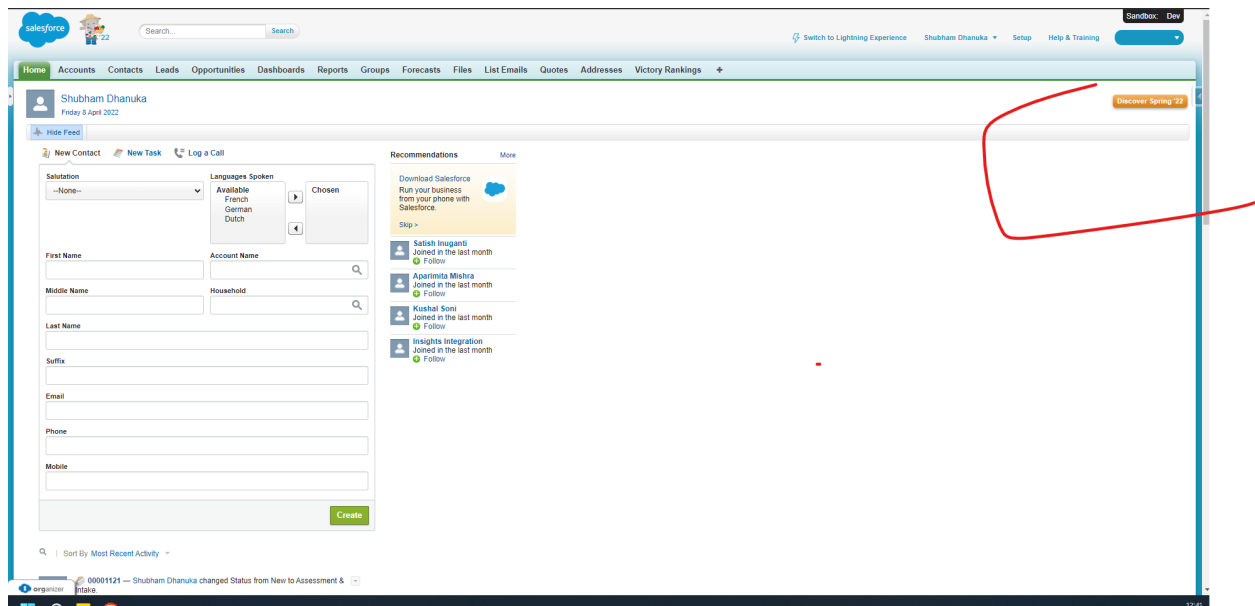 Sandbox: Dev
salesforce
'22
Search...
Search
Switch to Lightning Experience
Shubham Dhanuka
Setup
Help & Training
Home Accounts Contacts Leads Opportunities Dashboards Reports Groups Forecasts Files List Emails Quotes Addresses Victory Rankings +
Shubham Dhanuka
Friday 8 April 2022
Discover Spring '22
Hide Feed
New Contact New Task Log a Call
Salutation
--None--
Languages Spoken
Available
French
German
Dutch
Chosen
First Name
Account Name
Middle Name
Household
Last Name
Suffix
Email
Phone
Mobile
Create
Recommendations More
Download Salesforce
Run your business
from your phone with
Salesforce.
Skip >
Satish Inuganti
Joined in the last month
Follow
Aparimita Mishra
Joined in the last month
Follow
Kushal Soni
Joined in the last month
Follow
Insights Integration
Joined in the last month
Follow
Sort By Most Recent Activity
00001121 — Shubham Dhanuka changed Status from New to Assessment &
Intake.
organizer
12:41